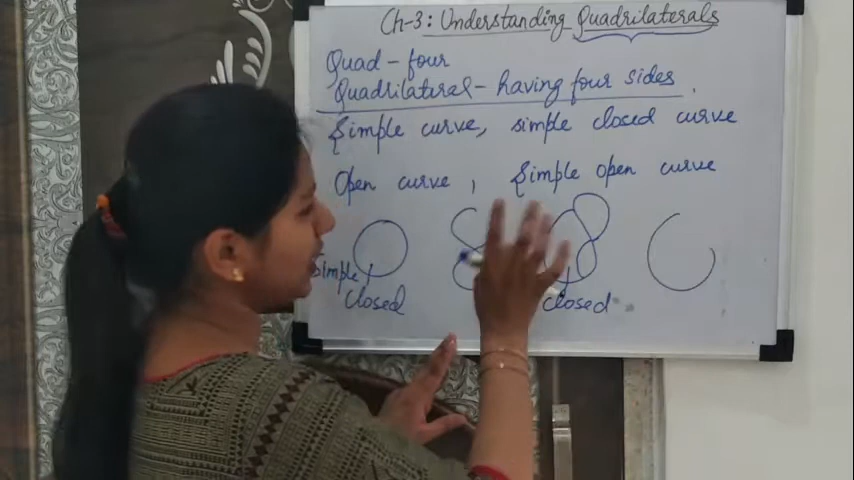 Ch-3: Understanding Quadrilaterals
Quad - four
Quadrilateral - having four sides
Simple curve, simple closed curve
Open curve, Simple open curve
Simple
closed
closed